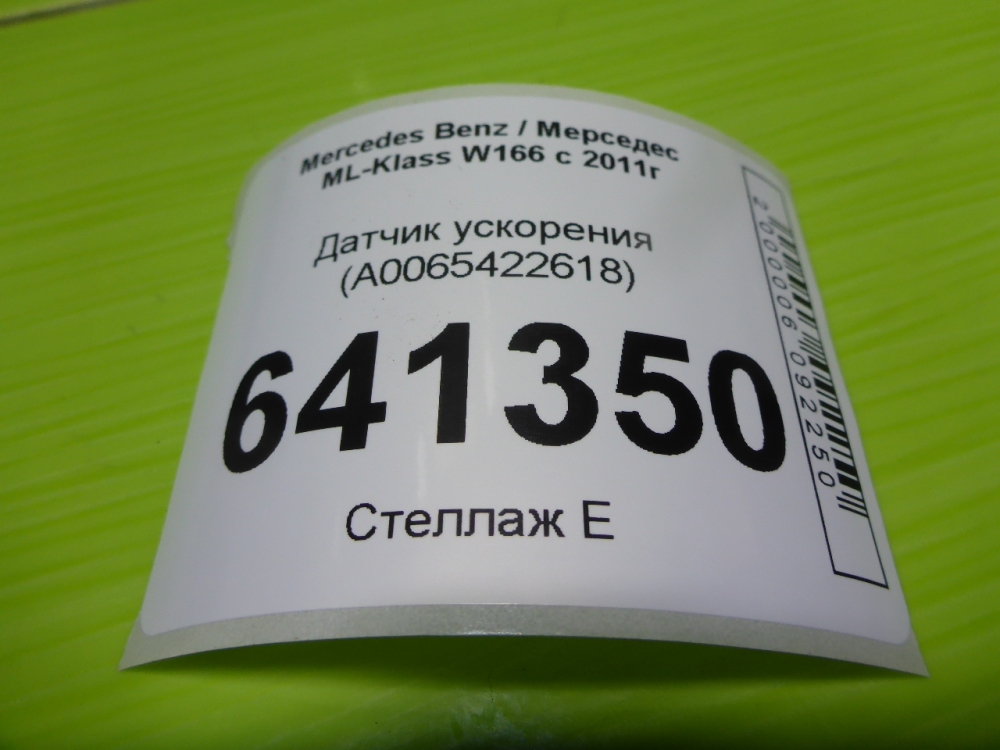 Mercedes Benz / Мерседес
ML-Klass W166 с 2011г
Датчик ускорения
(A0065422618)
641350
Стеллаж Е
2000006092250